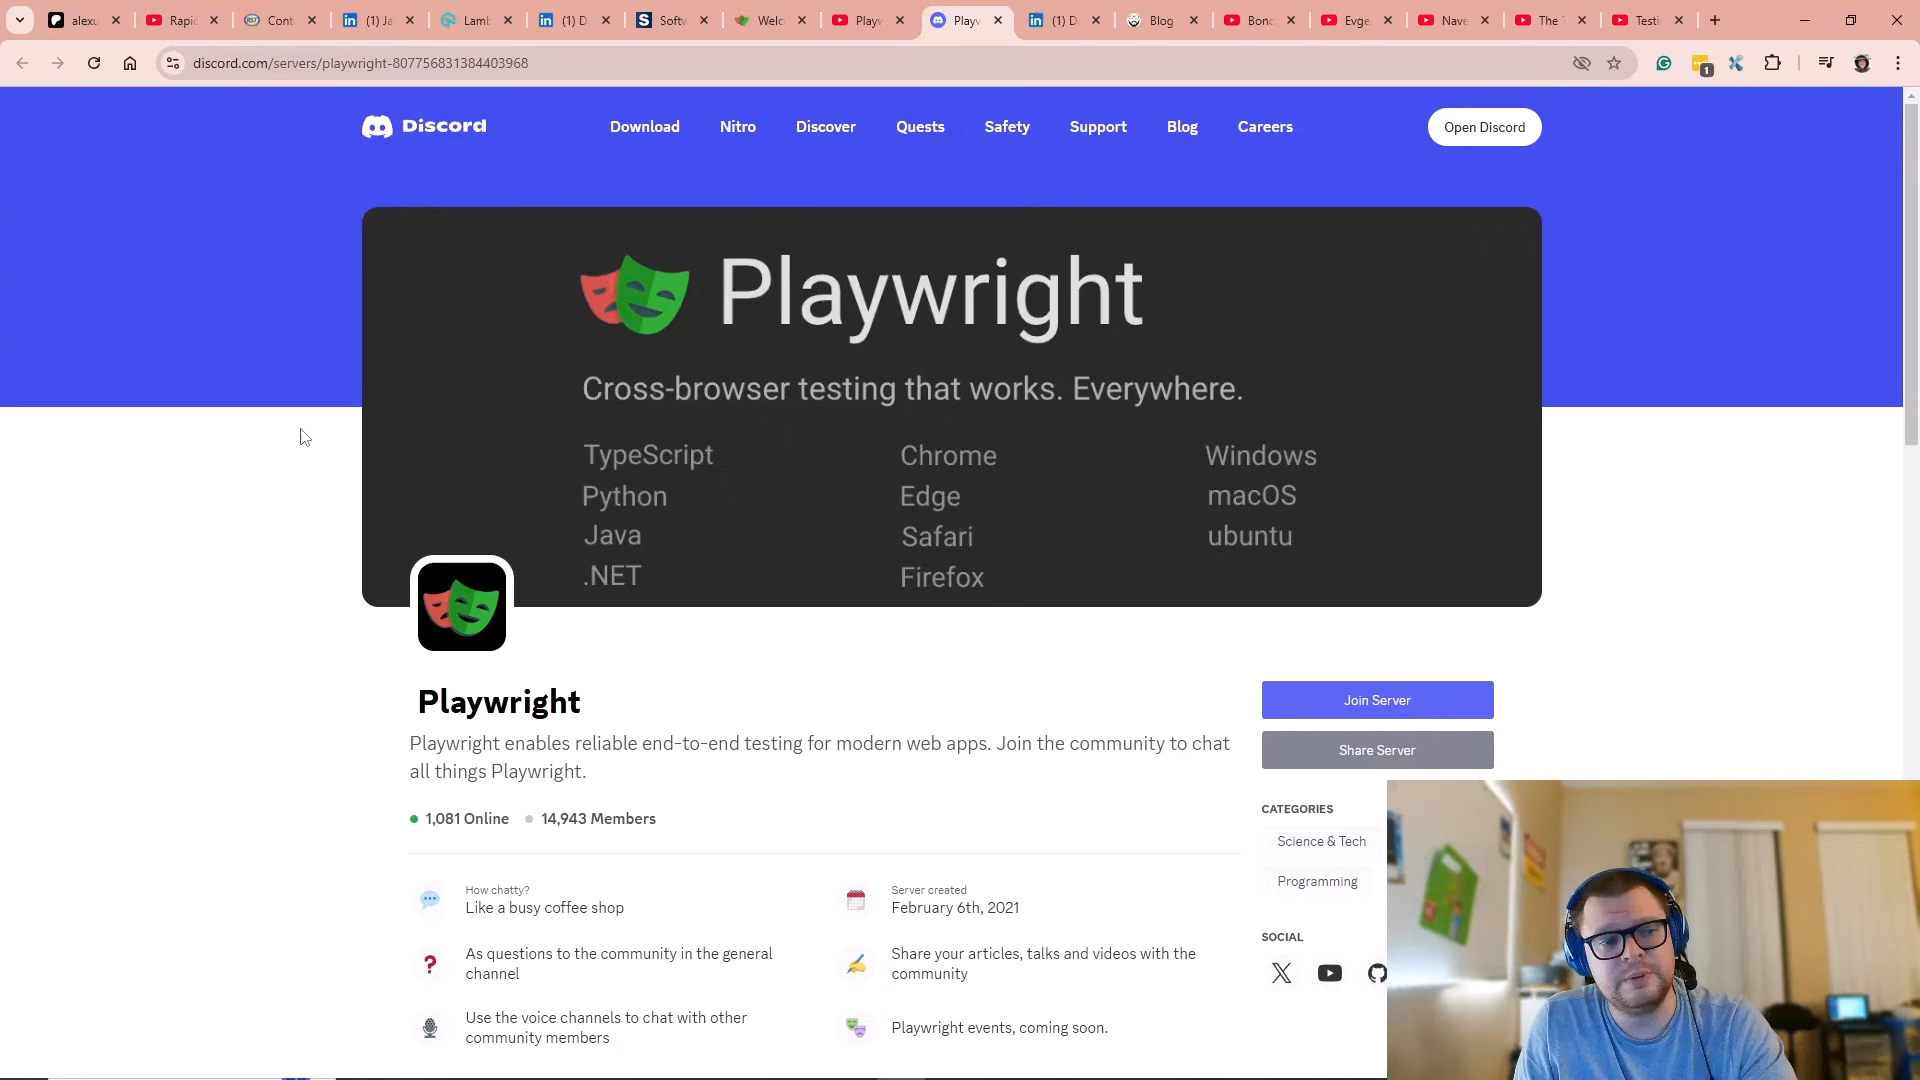 alexu
Rapid
Cont
(1) Ja
Lamb
(1) D
Softw
Welc
Playw
Playw
(1) D
Blog
Bond
Evge
Nave
The
Testi
discord.com/servers/playwright-807756831384403968
1
Discord
Download
Nitro
Discover
Quests
Safety
Support
Blog
Careers
Open Discord
Playwright
Cross-browser testing that works. Everywhere.
TypeScript
Chrome
Windows
Python
Edge
macOS
Java
Safari
ubuntu
.NET
Firefox
Playwright
Join Server
Playwright enables reliable end-to-end testing for modern web apps. Join the community to chat
all things Playwright.
Share Server
1,081 Online
14,943 Members
CATEGORIES
Science & Tech
Programming
How chatty?
Like a busy coffee shop
Server created
February 6th, 2021
SOCIAL
As questions to the community in the general
channel
Share your articles, talks and videos with the
community
Use the voice channels to chat with other
community members
Playwright events, coming soon.